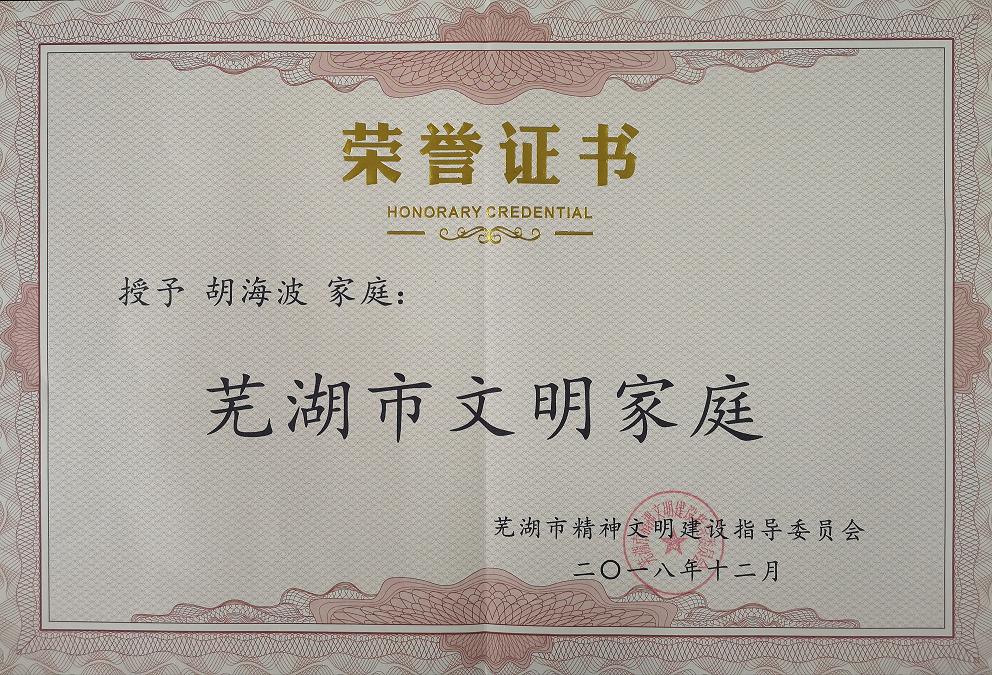 荣誉证书
HONORARY CREDENTIAL
授予 胡海波 家庭：
芜湖市文明家庭
芜湖市精神文明建设指导委员会
二〇一八年十二月